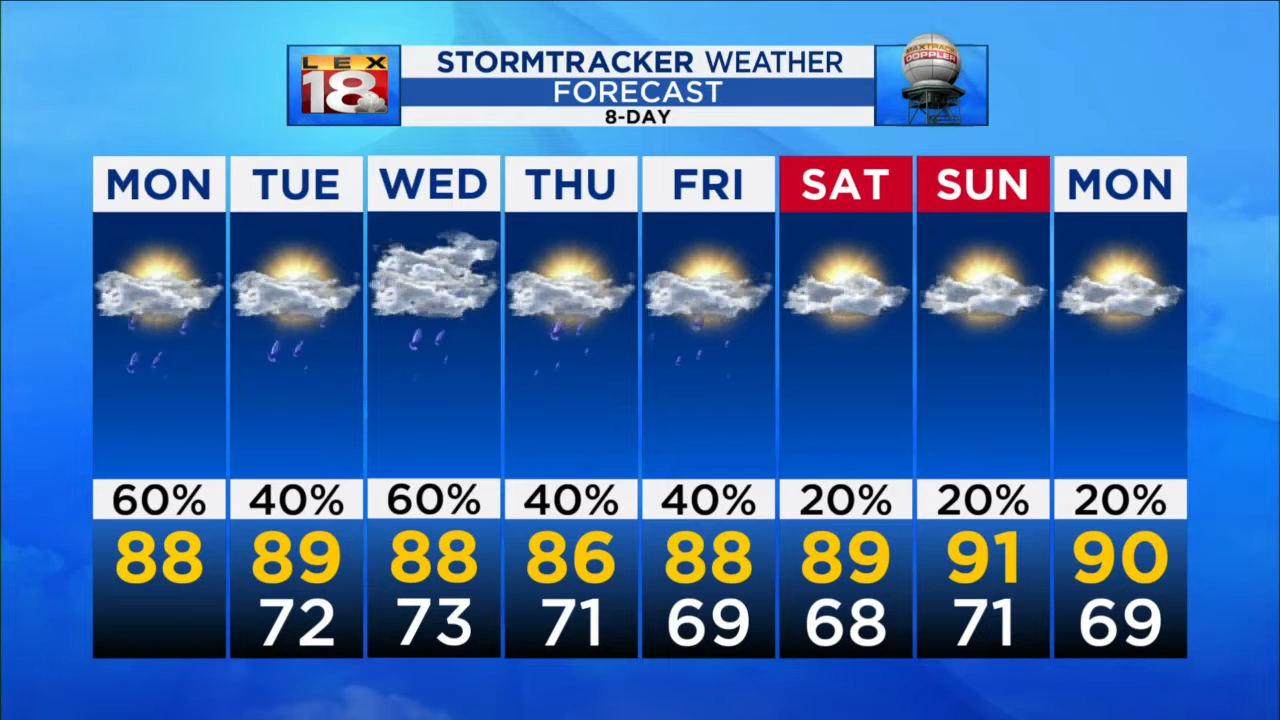 LEX
18
STORMTRACKER WEATHER
FORECAST
8-DAY
MAXTRACK
DOPPLER
MON TUE WED THU FRI SAT SUN MON
60% 40% 60% 40% 40% 20% 20% 20%
88 89 88 86 88 89 91 90
72 73 71 69 68 71 69